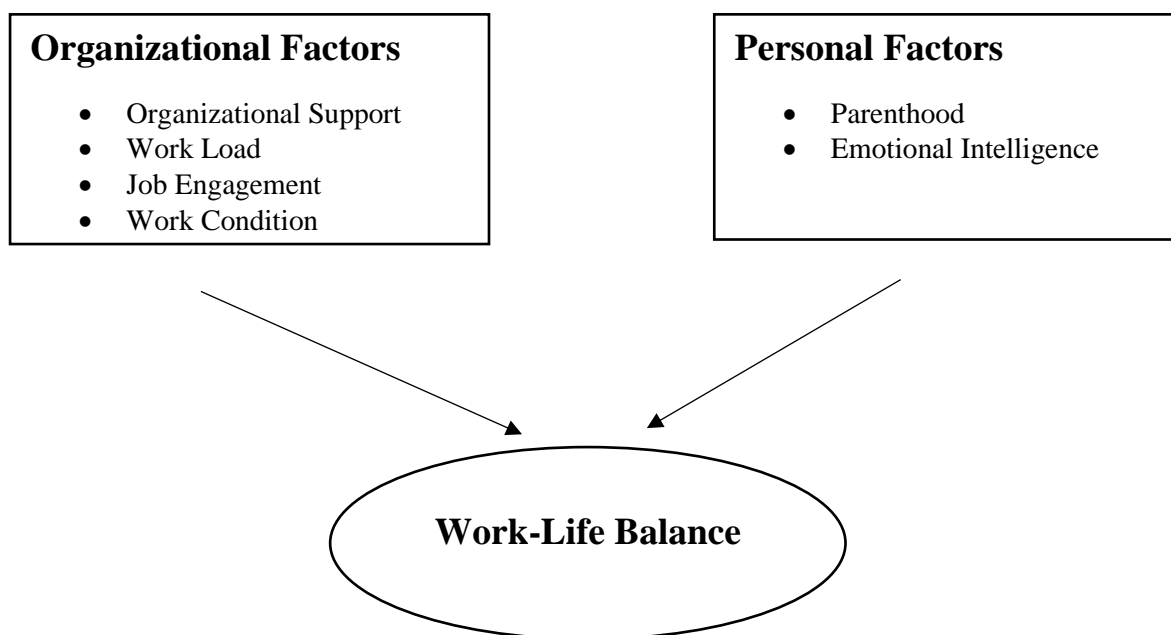 Organizational Factors
• Organizational Support
• Work Load
• Job Engagement
• Work Condition
Personal Factors
• Parenthood
• Emotional Intelligence
Work-Life Balance